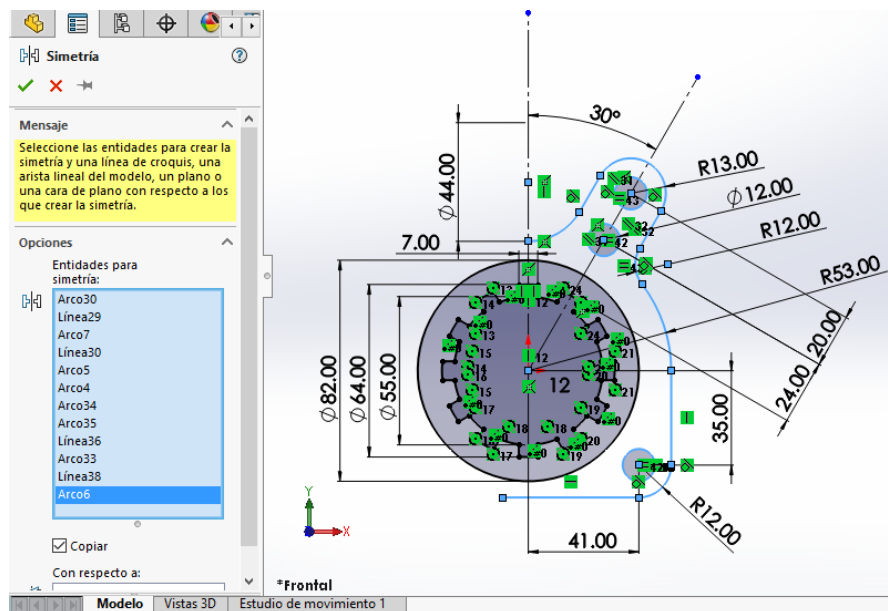 Simetría
Mensaje
Seleccione las entidades para crear la
simetría y una línea de croquis, una
arista lineal del modelo, un plano o
una cara de plano con respecto a los
que crear la simetría.
Opciones
Entidades para
simetría:
Arco30
Línea29
Arco7
Línea30
Arco5
Arco4
Arco34
Arco35
Línea36
Arco33
Línea38
Arco6
Copiar
Con respecto a:
30°
R13.00
Ø 44.00
Ø 12.00
R12.00
7.00
R53.00
20.00
24.00
Ø 82.00
Ø 64.00
Ø 55.00
12
35.00
R12.00
41.00
Y
X
*Frontal
Modelo
Vistas 3D
Estudio de movimiento 1